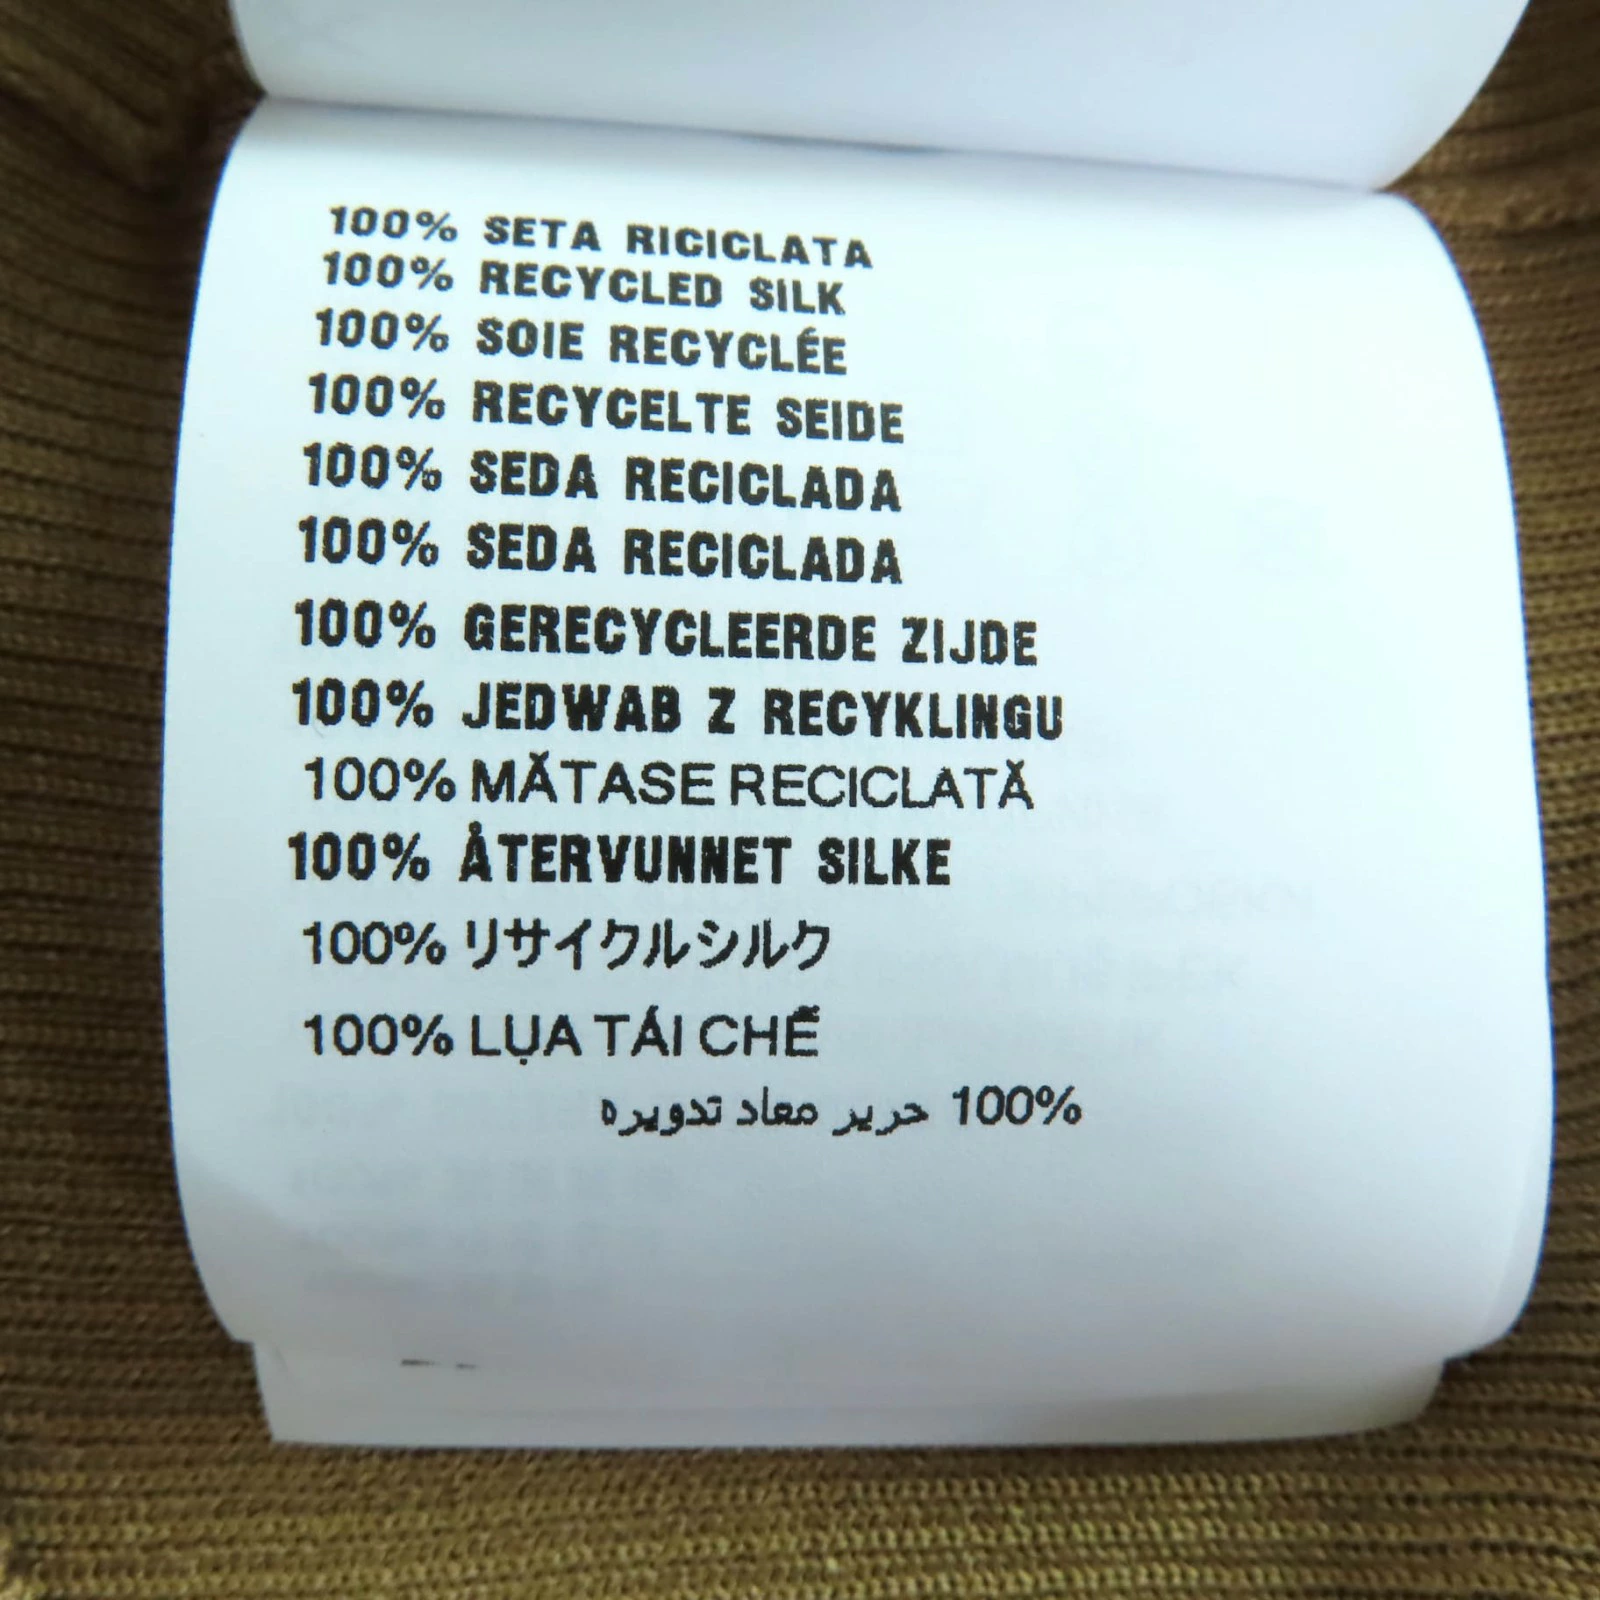 100% SETA RICICLATA
100% RECYCLED SILK
100% SOIE RECYCLÉE
100% RECYCELTE SEIDE
100% SEDA RECICLADA
100% SEDA RECICLADA
100% GERECYCLEERDE ZIJDE
100% JEDWAB Z RECYKLINGU
100% MĂTASE RECICLATĂ
100% ÅTERVUNNET SILKE
100% リサイクルシルク
100% LỤA TÁI CHẾ
100% حرير معاد تدويره